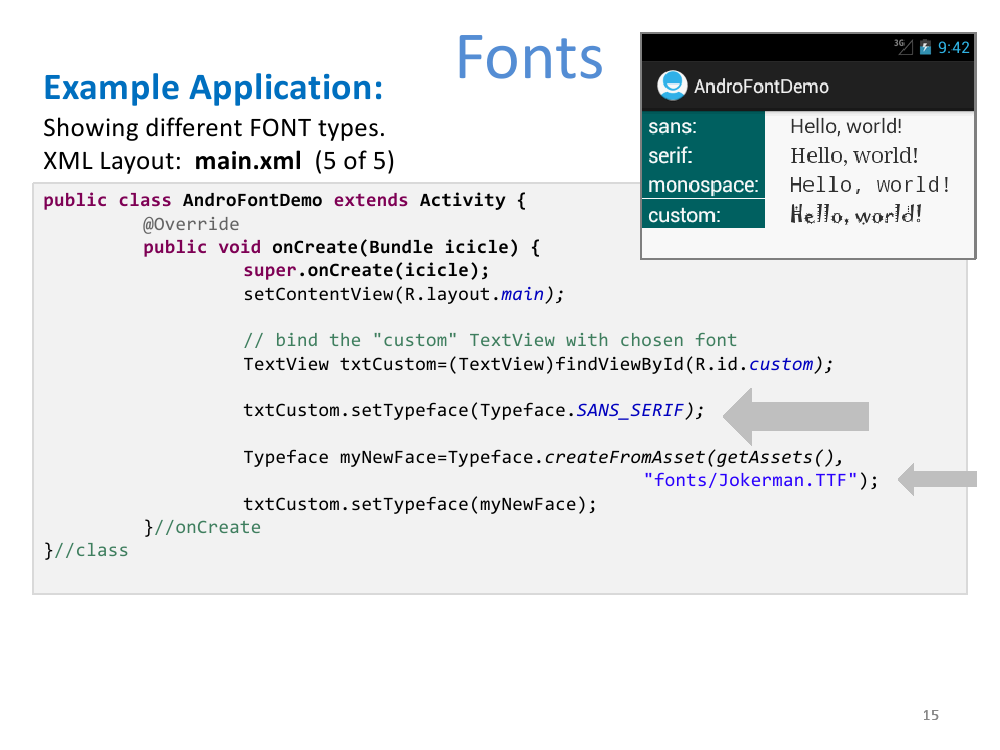 Fonts
Example Application:
Showing different FONT types.
XML Layout: main.xml (5 of 5)
3G 9:42
AndroFontDemo
sans: Hello, world!
serif: Hello, world!
monospace: Hello, world!
custom: Hello, world!
public class AndroFontDemo extends Activity {
@Override
public void onCreate(Bundle icicle) {
super.onCreate(icicle);
setContentView(R.layout.main);
// bind the "custom" TextView with chosen font
TextView txtCustom=(TextView)findViewById(R.id.custom);
txtCustom.setTypeface(Typeface.SANS_SERIF);
Typeface myNewFace=Typeface.createFromAsset(getAssets(),
"fonts/Jokerman.TTF");
txtCustom.setTypeface(myNewFace);
}//onCreate
}//class
15